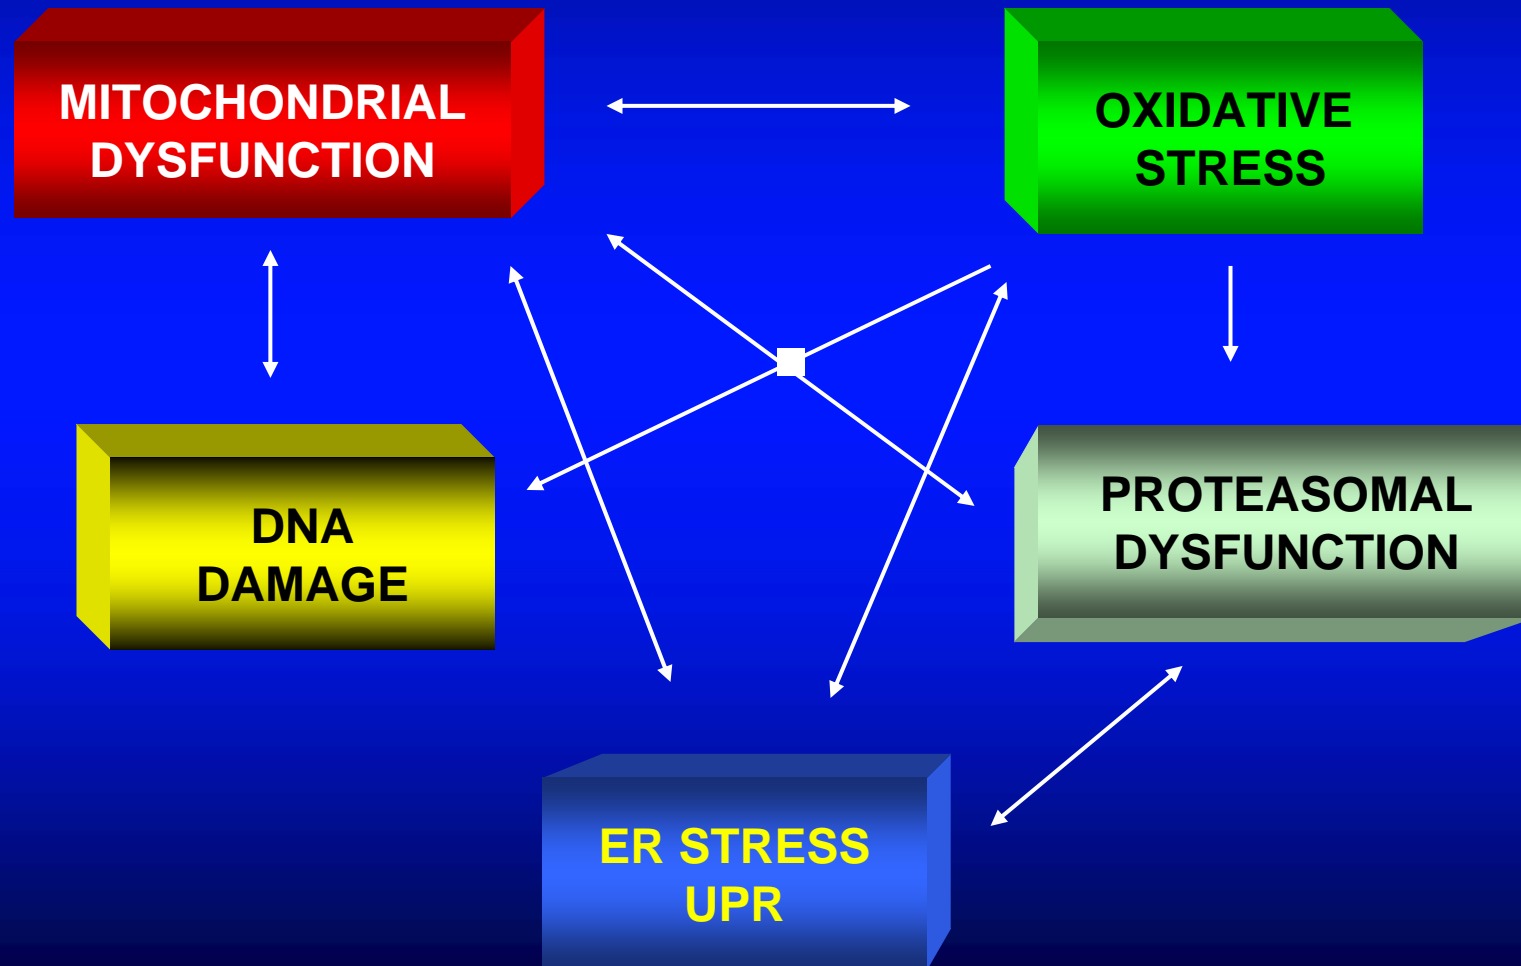 MITOCHONDRIAL
DYSFUNCTION
OXIDATIVE
STRESS
DNA
DAMAGE
PROTEASOMAL
DYSFUNCTION
ER STRESS
UPR